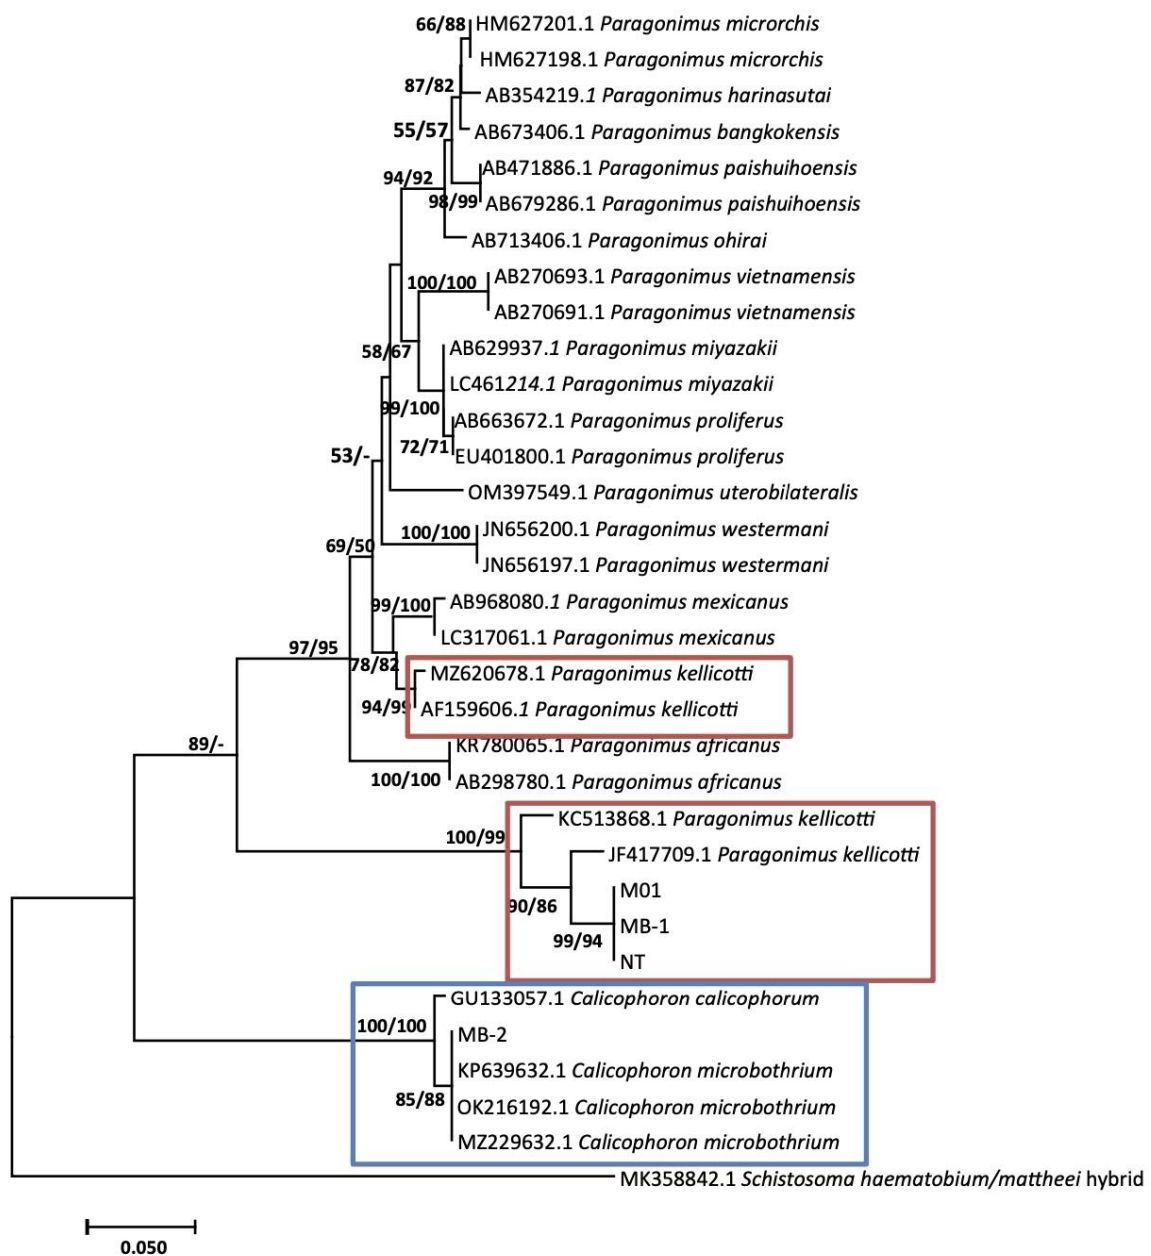 66/88
HM627201.1 Paragonimus microrchis
HM627198.1 Paragonimus microrchis
87/82
AB354219.1 Paragonimus harinasutai
55/57
AB673406.1 Paragonimus bangkokensis
AB471886.1 Paragonimus paishuihoensis
94/92
98/99
AB679286.1 Paragonimus paishuihoensis
AB713406.1 Paragonimus ohirai
100/100
AB270693.1 Paragonimus vietnamensis
AB270691.1 Paragonimus vietnamensis
58/67
AB629937.1 Paragonimus miyazakii
LC461214.1 Paragonimus miyazakii
99/100
AB663672.1 Paragonimus proliferus
72/71
EU401800.1 Paragonimus proliferus
53/-
OM397549.1 Paragonimus uterobilateralis
100/100
JN656200.1 Paragonimus westermani
69/50
JN656197.1 Paragonimus westermani
99/100
AB968080.1 Paragonimus mexicanus
LC317061.1 Paragonimus mexicanus
97/95
78/82
MZ620678.1 Paragonimus kellicotti
94/99
AF159606.1 Paragonimus kellicotti
89/-
KR780065.1 Paragonimus africanus
100/100
AB298780.1 Paragonimus africanus
KC513868.1 Paragonimus kellicotti
100/99
JF417709.1 Paragonimus kellicotti
M01
90/86
MB-1
99/94
NT
GU133057.1 Calicophoron calicophorum
100/100
MB-2
KP639632.1 Calicophoron microbothrium
85/88
OK216192.1 Calicophoron microbothrium
MZ229632.1 Calicophoron microbothrium
MK358842.1 Schistosoma haematobium/mattheei hybrid
0.050